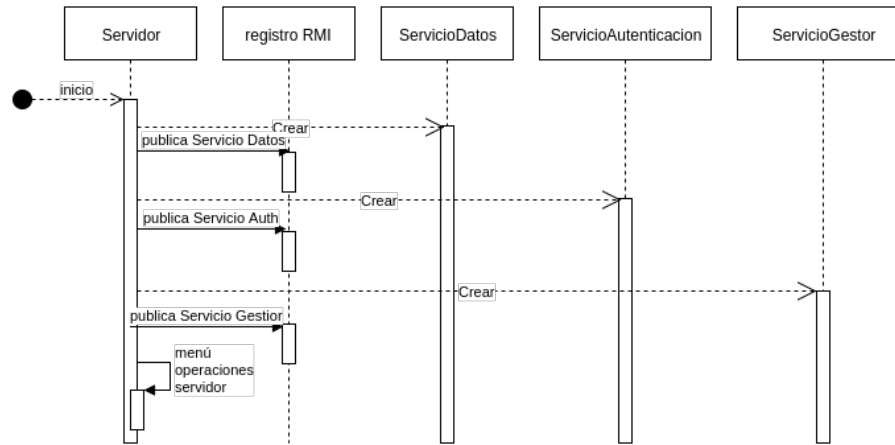 Servidor
registro RMI
ServicioDatos
ServicioAutenticacion
ServicioGestor
inicio
Crear
publica Servicio Datos
Crear
publica Servicio Auth
Crear
publica Servicio Gestior
menú
operaciones
servidor